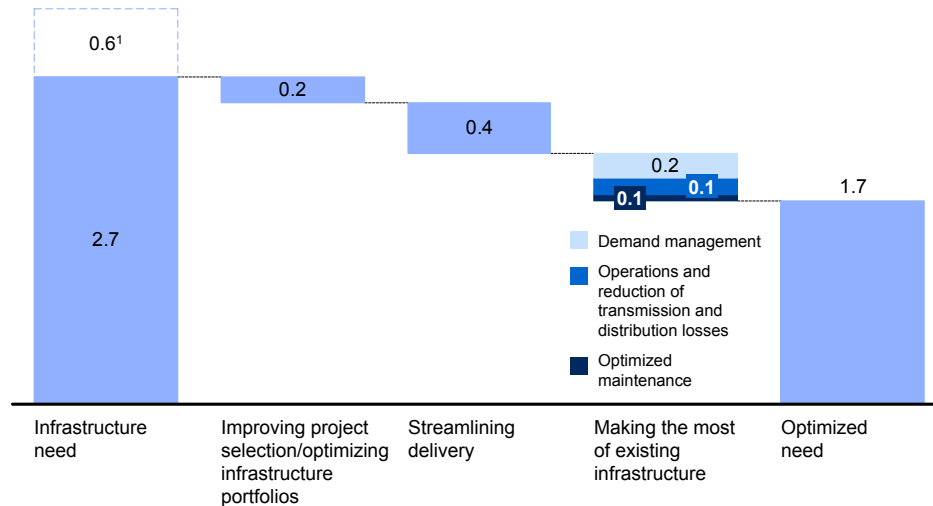 0.6¹
2.7
0.2
0.4
0.2
0.1
0.1
1.7
Demand management
Operations and
reduction of
transmission and
distribution losses
Optimized
maintenance
Infrastructure
need
Improving project
selection/optimizing
infrastructure
portfolios
Streamlining
delivery
Making the most
of existing
infrastructure
Optimized
need